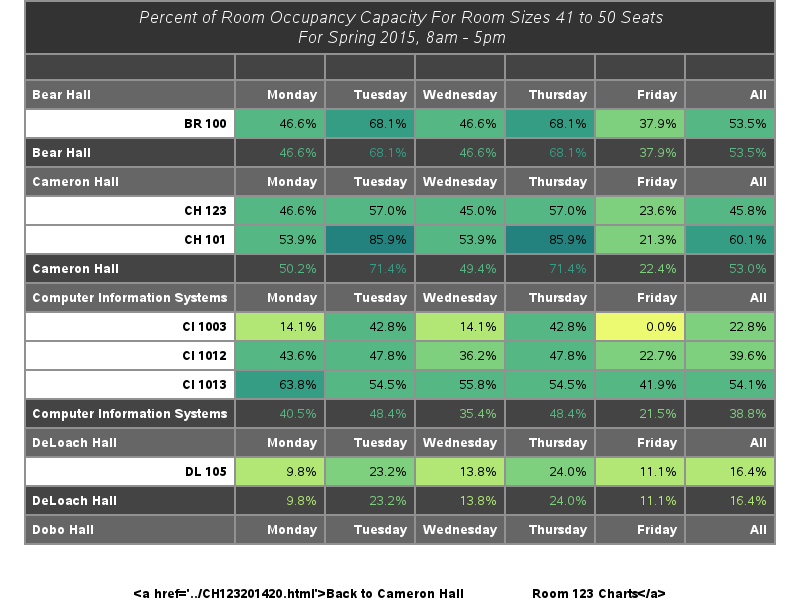 Percent of Room Occupancy Capacity For Room Sizes 41 to 50 Seats
For Spring 2015, 8am - 5pm
Bear Hall Monday Tuesday Wednesday Thursday Friday All
BR 100 46.6% 68.1% 46.6% 68.1% 37.9% 53.5%
Bear Hall 46.6% 68.1% 46.6% 68.1% 37.9% 53.5%
Cameron Hall Monday Tuesday Wednesday Thursday Friday All
CH 123 46.6% 57.0% 45.0% 57.0% 23.6% 45.8%
CH 101 53.9% 85.9% 53.9% 85.9% 21.3% 60.1%
Cameron Hall 50.2% 71.4% 49.4% 71.4% 22.4% 53.0%
Computer Information Systems Monday Tuesday Wednesday Thursday Friday All
CI 1003 14.1% 42.8% 14.1% 42.8% 0.0% 22.8%
CI 1012 43.6% 47.8% 36.2% 47.8% 22.7% 39.6%
CI 1013 63.8% 54.5% 55.8% 54.5% 41.9% 54.1%
Computer Information Systems 40.5% 48.4% 35.4% 48.4% 21.5% 38.8%
DeLoach Hall Monday Tuesday Wednesday Thursday Friday All
DL 105 9.8% 23.2% 13.8% 24.0% 11.1% 16.4%
DeLoach Hall 9.8% 23.2% 13.8% 24.0% 11.1% 16.4%
Dobo Hall Monday Tuesday Wednesday Thursday Friday All
<a href='../CH123201420.html'>Back to Cameron Hall Room 123 Charts</a>